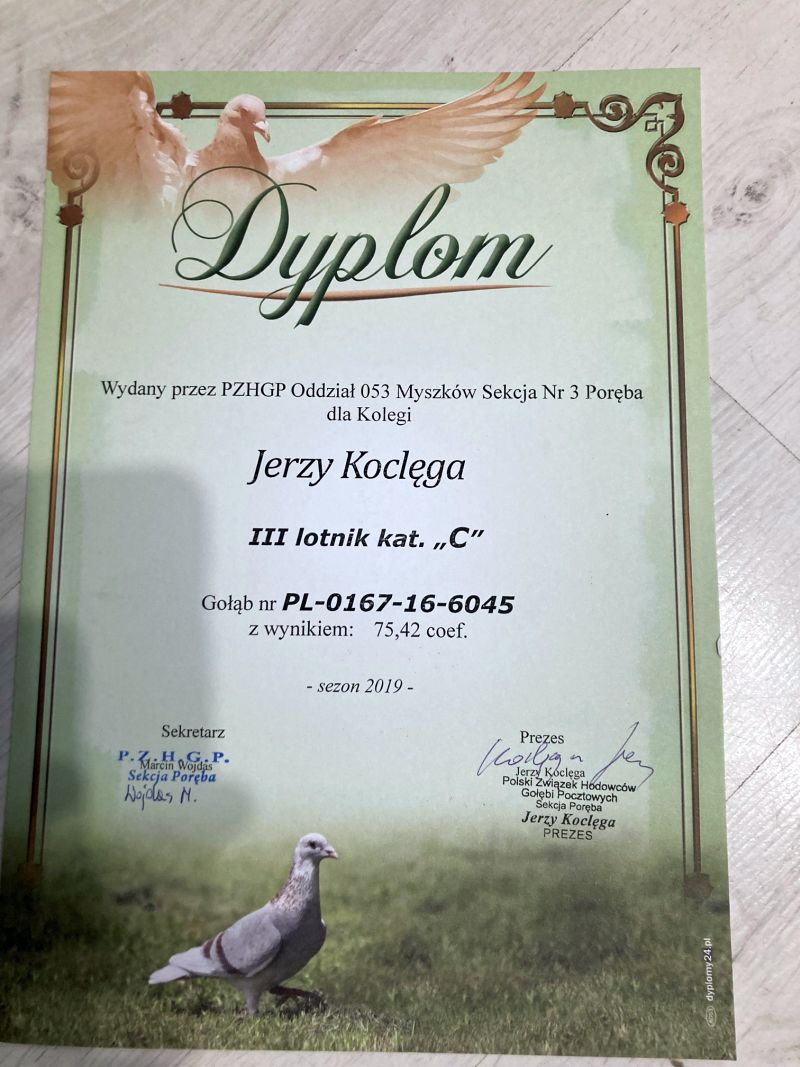 Dyplom
Wydany przez PZHGP Oddział 053 Myszków Sekcja Nr 3 Poręba
dla Kolegi
Jerzy Koclęga
III lotnik kat. „C”
Gołąb nr PL-0167-16-6045
z wynikiem: 75,42 coef.
- sezon 2019 -
Sekretarz
P.Z.H.G.P.
Marcin Wojdas
Sekcja Poręba
Wojdas M.
Prezes
Koclęga Jerzy
Jerzy Koclęga
Polski Związek Hodowców
Gołębi Pocztowych
Sekcja Poręba
Jerzy Koclęga
PREZES
dyplomy24.pl